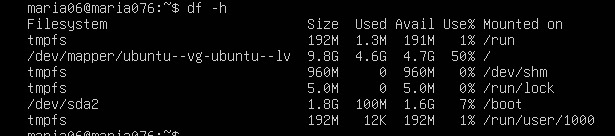 maria06@maria076:~$ df -h
Filesystem                         Size  Used Avail Use% Mounted on
tmpfs                              192M  1.3M  191M   1% /run
/dev/mapper/ubuntu--vg-ubuntu--lv  9.8G  4.6G  4.7G  50% /
tmpfs                              960M     0  960M   0% /dev/shm
tmpfs                              5.0M     0  5.0M   0% /run/lock
/dev/sda2                          1.8G  100M  1.6G   7% /boot
tmpfs                              192M   12K  192M   1% /run/user/1000
maria06@maria076:~$